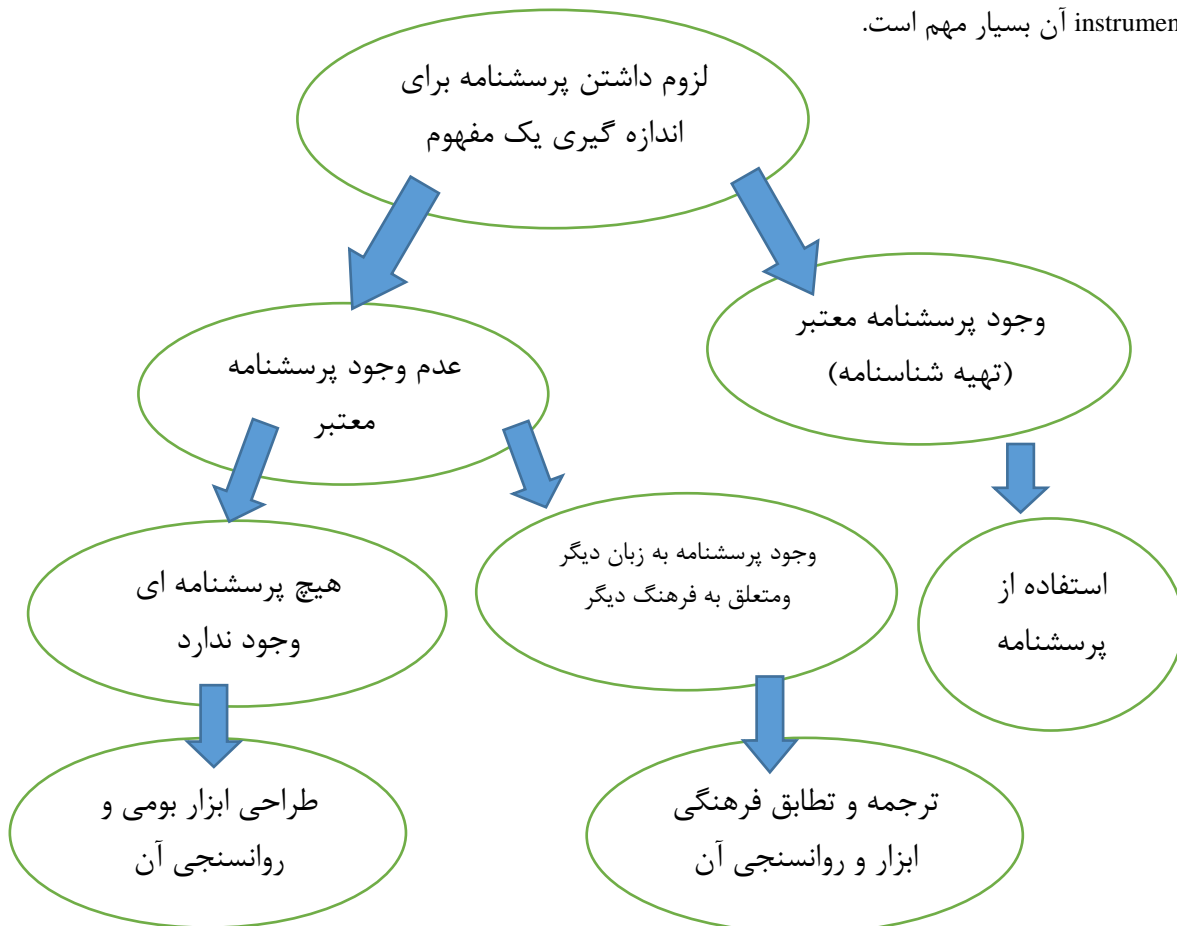 instrumen آن بسیار مهم است.
لزوم داشتن پرسشنامه برای
اندازه گیری یک مفهوم
وجود پرسشنامه معتبر
(تهیه شناسنامه)
عدم وجود پرسشنامه
معتبر
استفاده از
پرسشنامه
وجود پرسشنامه به زبان دیگر
ومتعلق به فرهنگ دیگر
هیچ پرسشنامه ای
وجود ندارد
ترجمه و تطابق فرهنگی
ابزار و روانسنجی آن
طراحی ابزار بومی و
روانسنجی آن